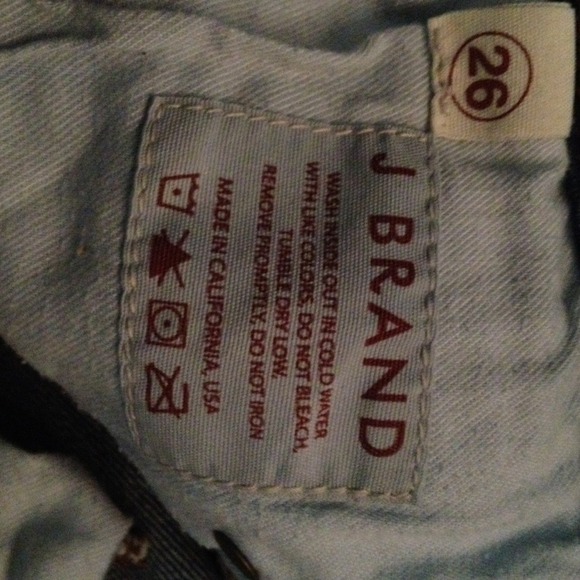 26
J BRAND
WASH INSIDE OUT IN COLD WATER
WITH LIKE COLORS, DO NOT BLEACH,
TUMBLE DRY LOW,
REMOVE PROMPTLY, DO NOT IRON
MADE IN CALIFORNIA, USA